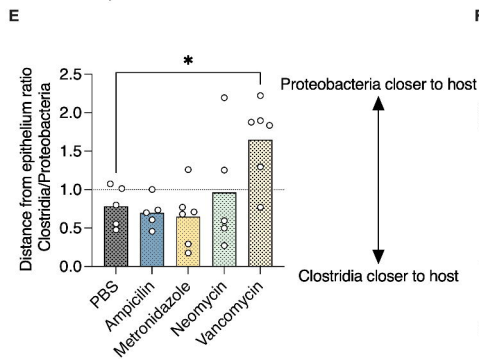 E
F
*
Distance from epithelium ratio
Clostridia/Proteobacteria
2.5
2.0
1.5
1.0
0.5
0.0
PBS
Ampicilin
Metronidazole
Neomycin
Vancomycin
Proteobacteria closer to host
Clostridia closer to host